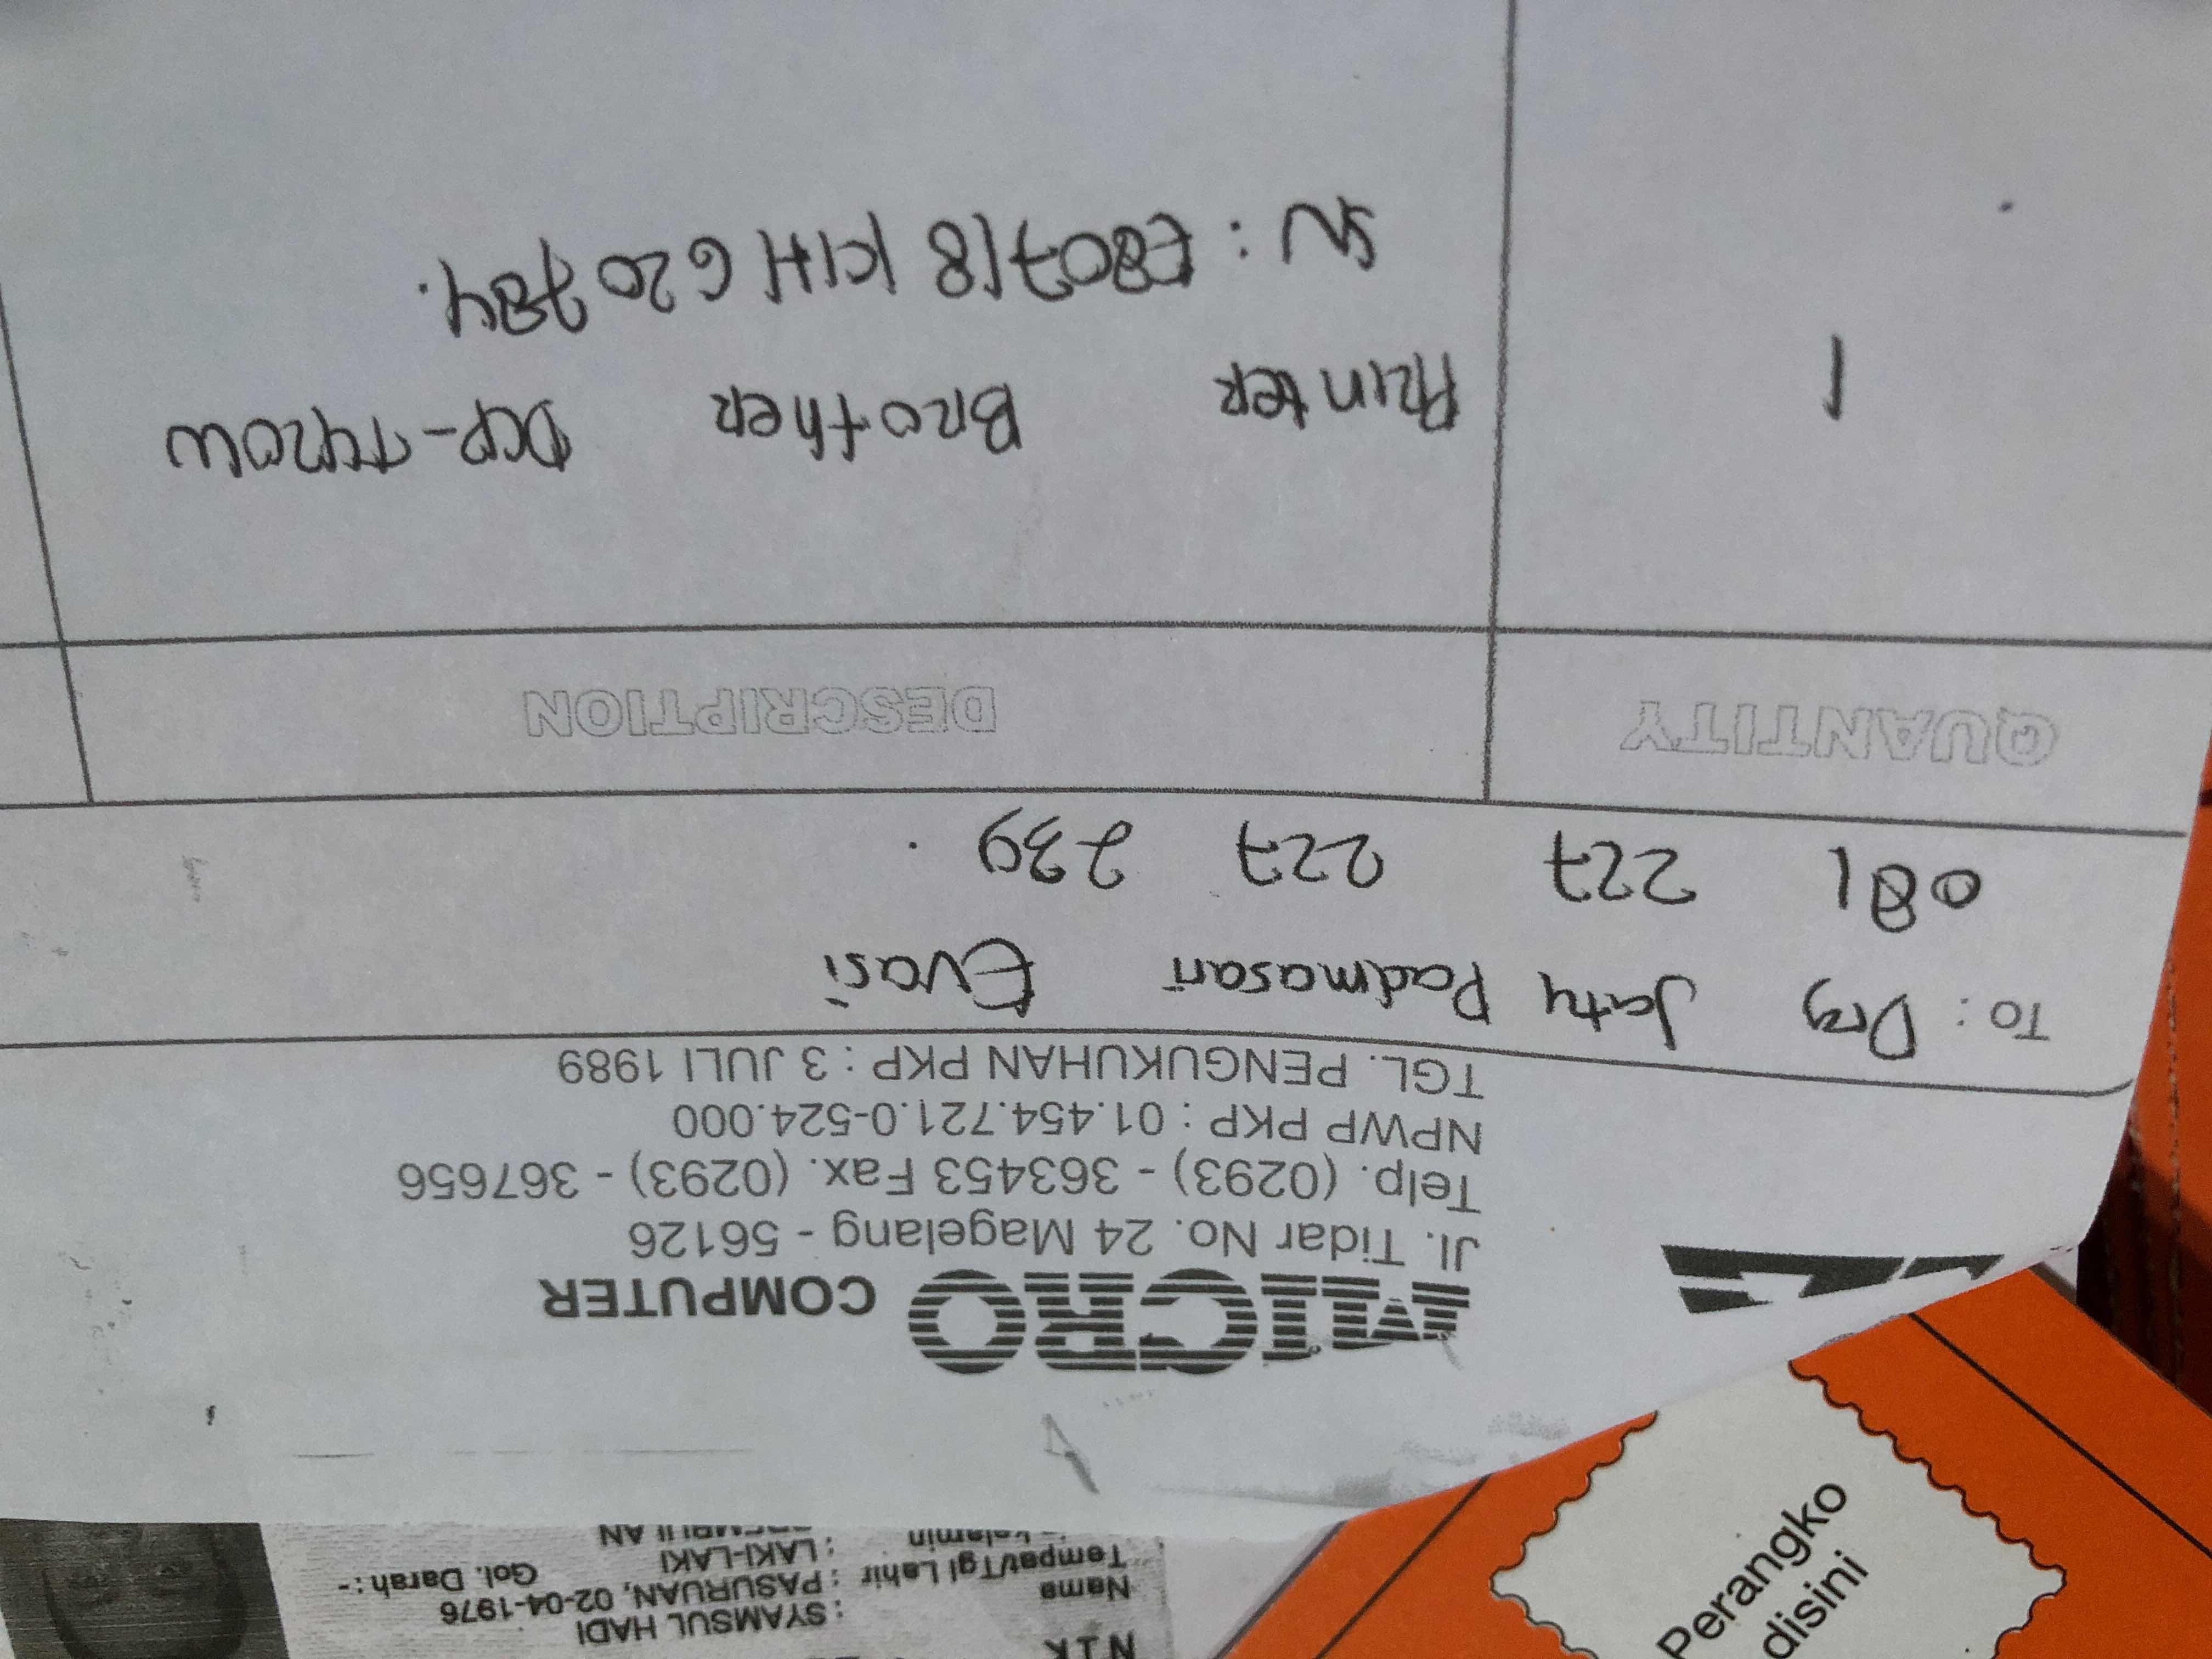 NIK
Nama : SYAMSUL HADI
Tempat/Tgl Lahir : PASURUAN, 02-04-1976
kelamin : LAKI-LAKI Gol. Darah : -
MICRO COMPUTER
Jl. Tidar No. 24 Magelang - 56126
Telp. (0293) - 363453 Fax. (0293) - 367656
NPWP PKP : 01.454.721.0-524.000
TGL. PENGUKUHAN PKP : 3 JULI 1989
To : Drg Jaty Padmasari Evasi
081 227 227 239 .
QUANTITY DESCRIPTION
1 Printer Brother DCP-T420W
SN : E80718K1H620784.
Perangko
disini